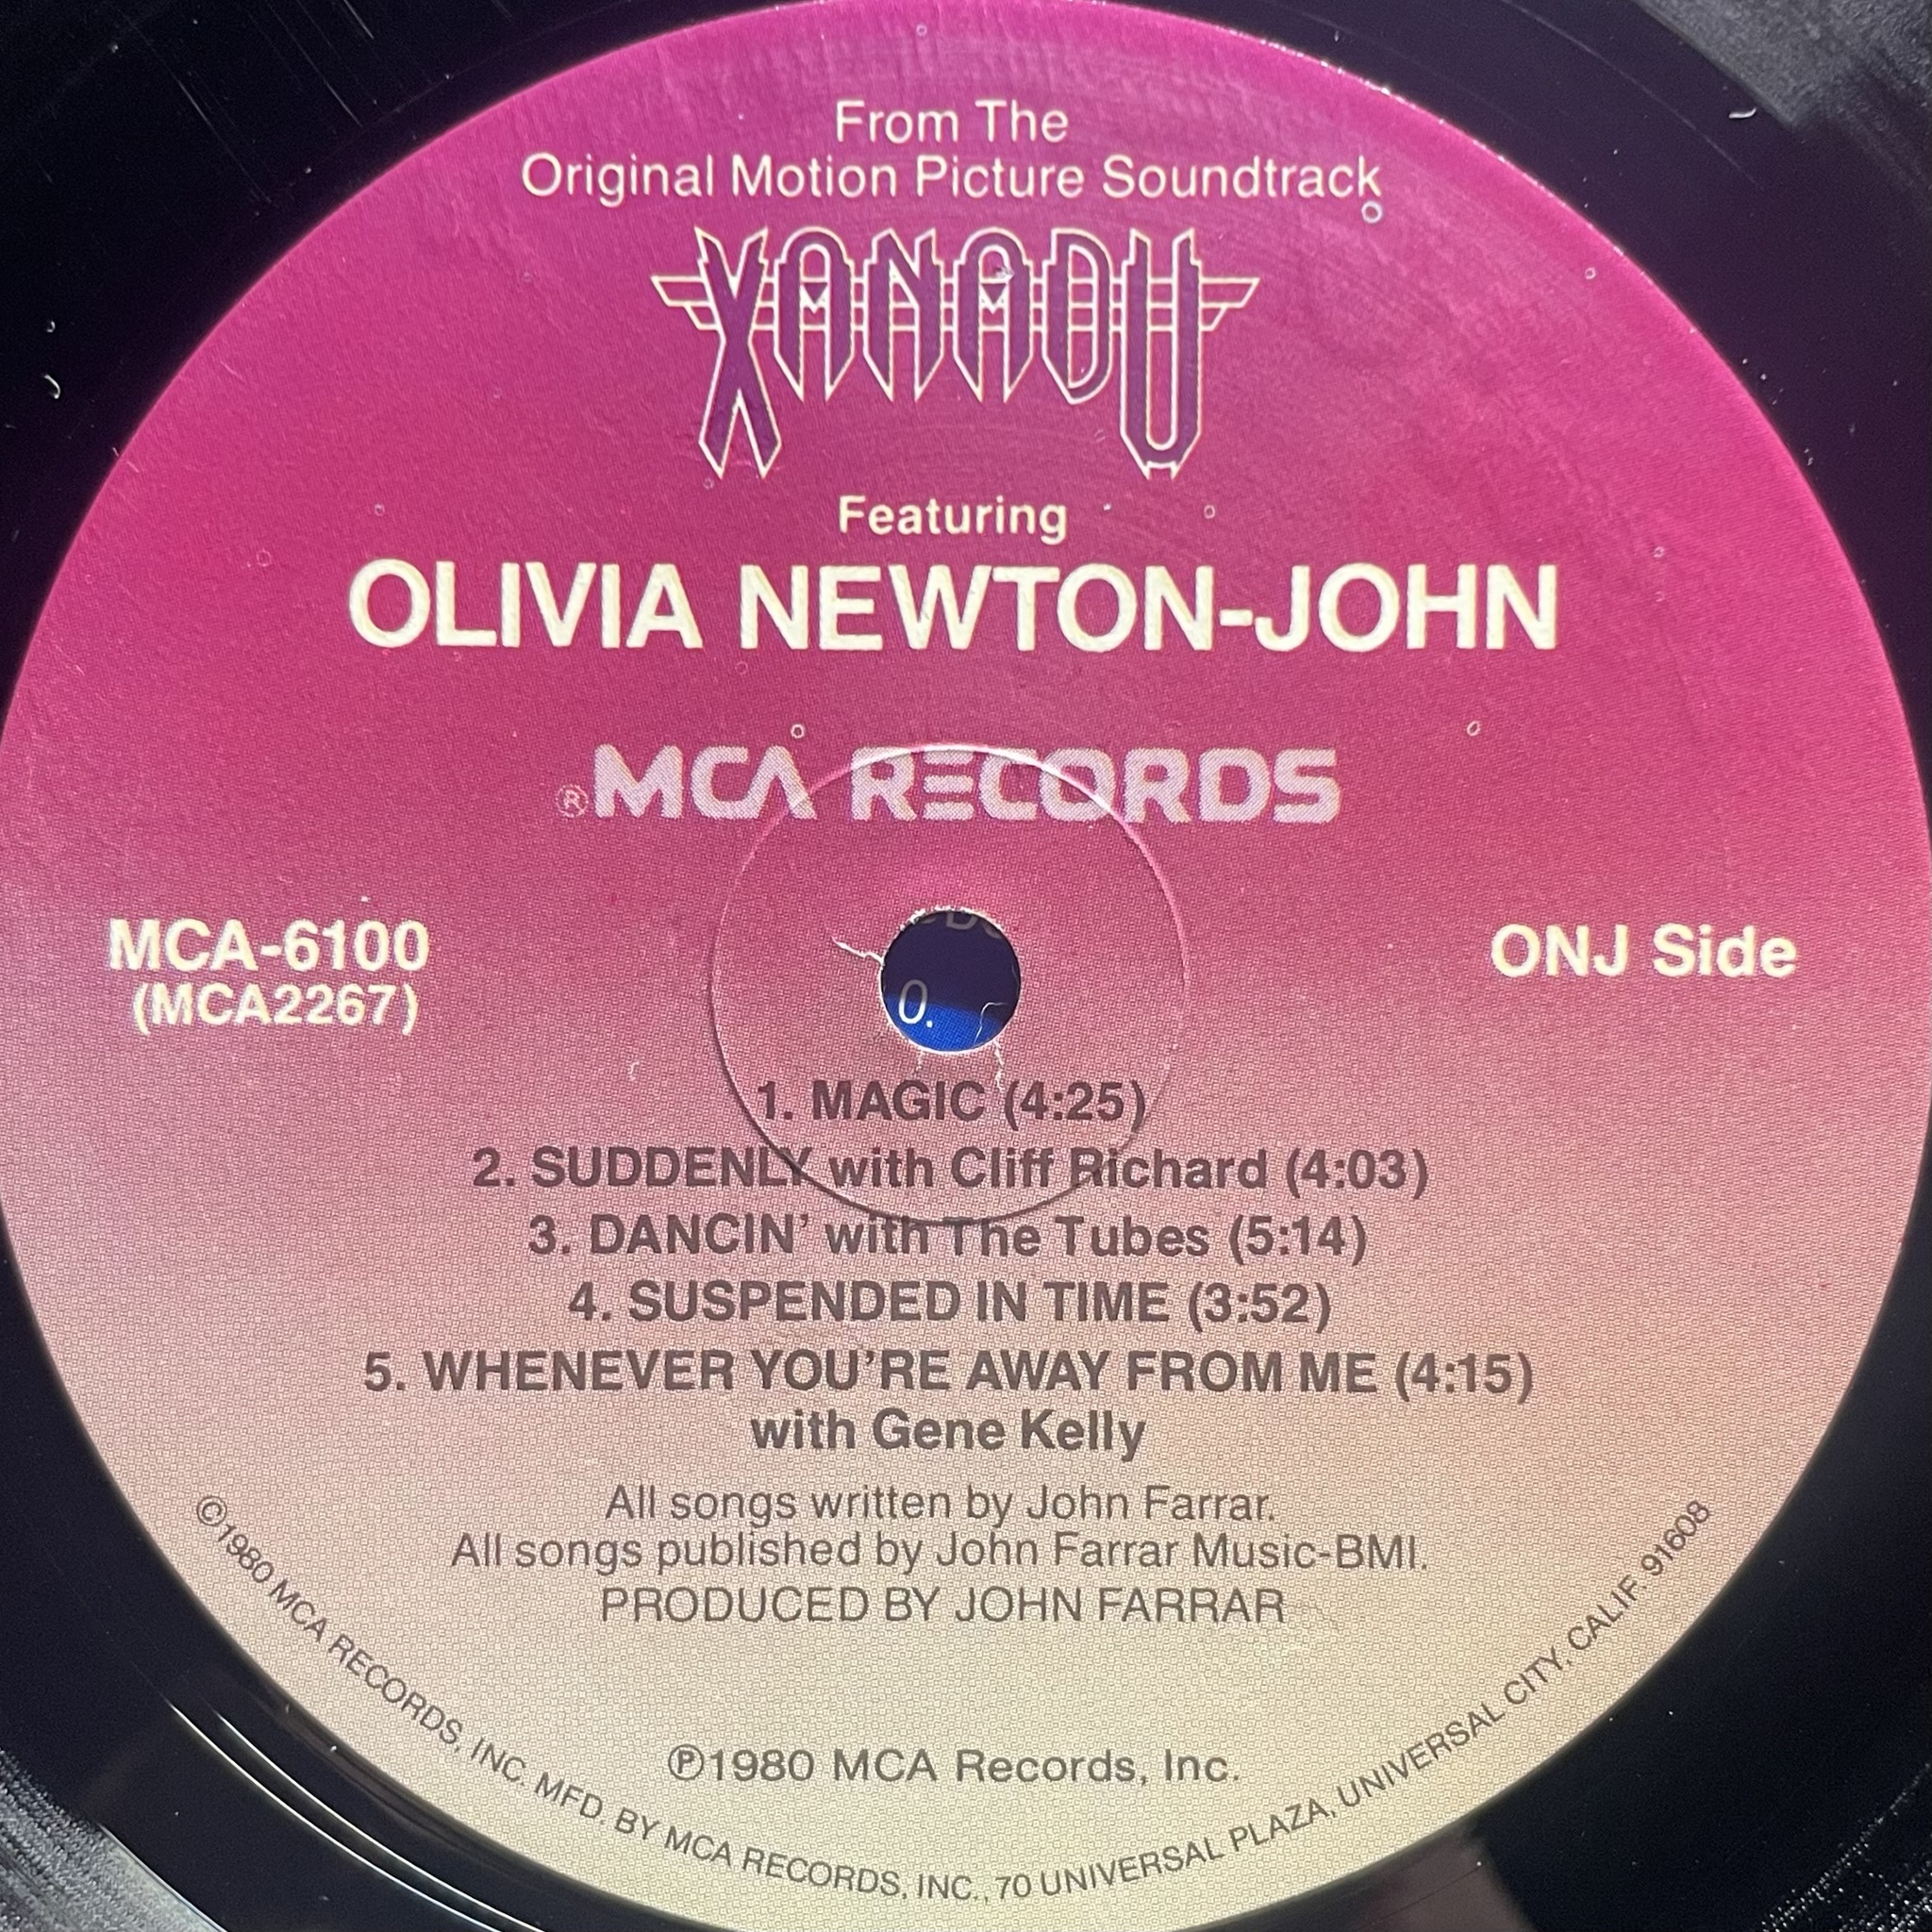 From The
Original Motion Picture Soundtrack
XANADU
Featuring
OLIVIA NEWTON-JOHN
®MCA RECORDS
MCA-6100
(MCA2267)
ONJ Side
0.
1. MAGIC (4:25)
2. SUDDENLY with Cliff Richard (4:03)
3. DANCIN’ with The Tubes (5:14)
4. SUSPENDED IN TIME (3:52)
5. WHENEVER YOU’RE AWAY FROM ME (4:15)
with Gene Kelly
All songs written by John Farrar.
All songs published by John Farrar Music-BMI.
PRODUCED BY JOHN FARRAR
℗1980 MCA Records, Inc.
©1980 MCA RECORDS, INC. MFD. BY MCA RECORDS, INC., 70 UNIVERSAL PLAZA, UNIVERSAL CITY, CALIF. 91608